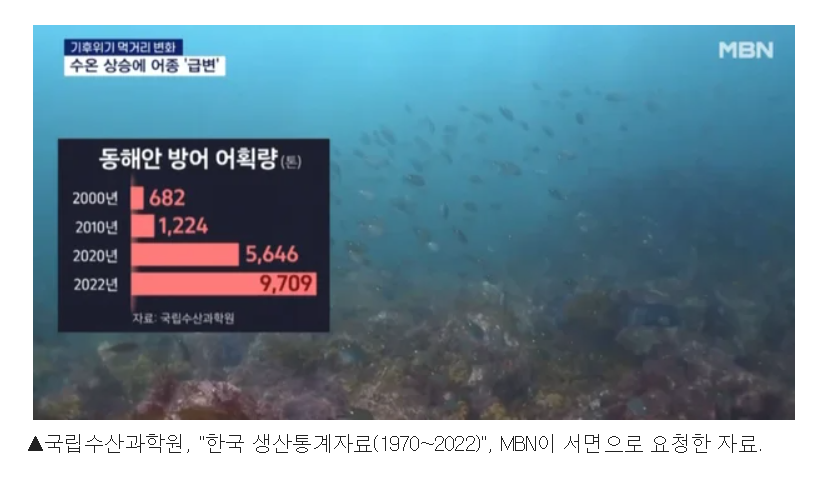 기후위기 먹거리 변화
수온 상승에 어종 '급변'
MBN
동해안 방어 어획량(톤)
2000년 682
2010년 1,224
2020년 5,646
2022년 9,709
자료: 국립수산과학원
▲국립수산과학원, "한국 생산통계자료(1970~2022)", MBN이 서면으로 요청한 자료.